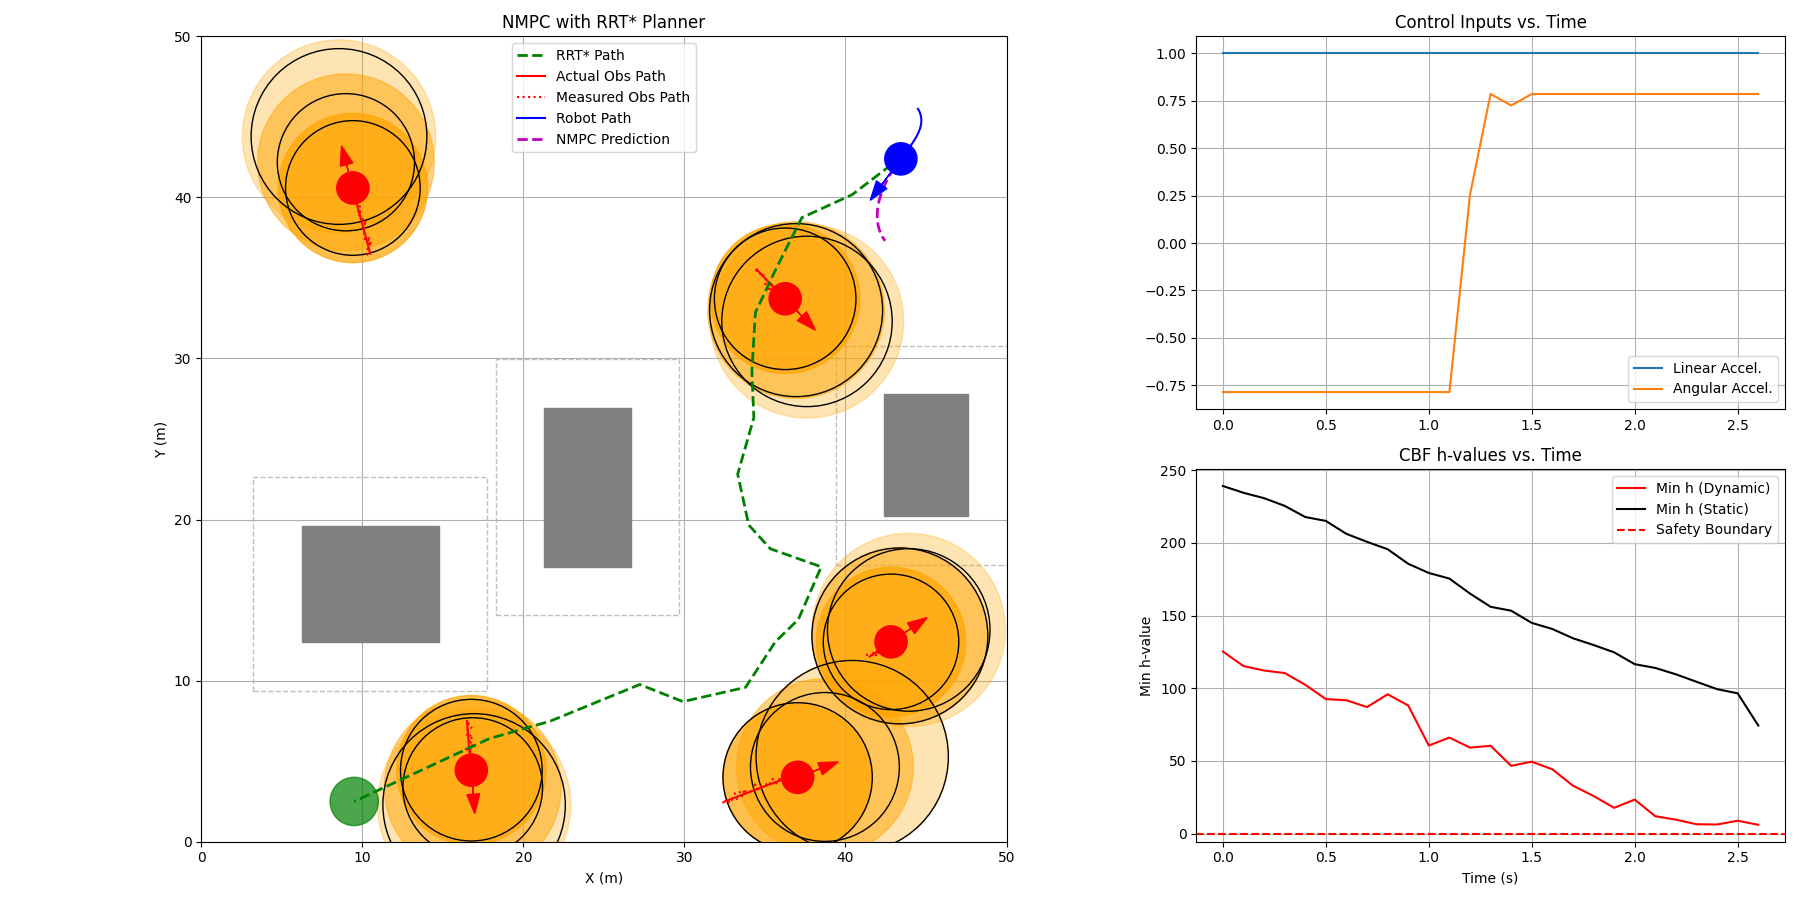 NMPC with RRT* Planner
50
40
30
20
10
0
Y (m)
RRT* Path
Actual Obs Path
Measured Obs Path
Robot Path
NMPC Prediction
0 10 20 30 40 50
X (m)
Control Inputs vs. Time
1.00
0.75
0.50
0.25
0.00
−0.25
−0.50
−0.75
Linear Accel.
Angular Accel.
0.0 0.5 1.0 1.5 2.0 2.5
CBF h-values vs. Time
250
200
150
100
50
0
Min h-value
Min h (Dynamic)
Min h (Static)
Safety Boundary
0.0 0.5 1.0 1.5 2.0 2.5
Time (s)